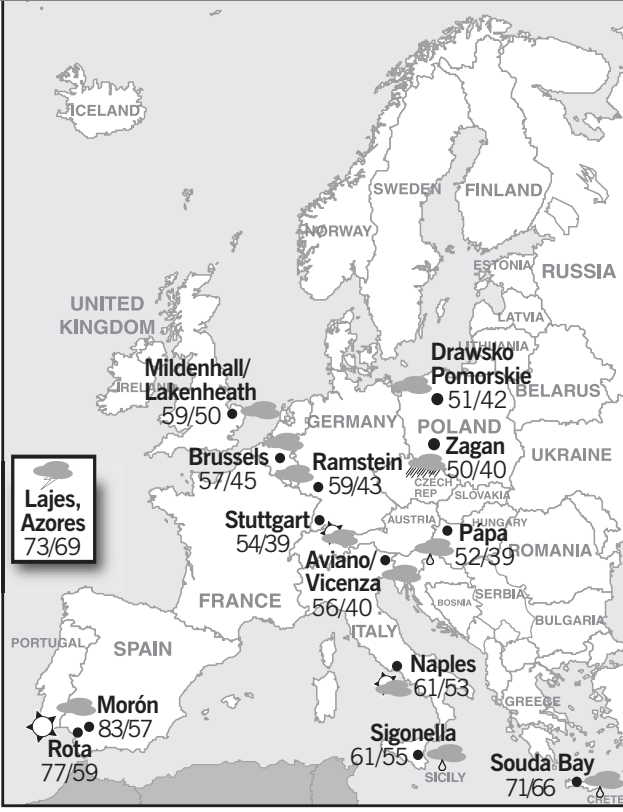 ICELAND
SWEDEN
FINLAND
NORWAY
ESTONIA
RUSSIA
LATVIA
LITHUANIA
UNITED
KINGDOM
IRELAND
Mildenhall/
Lakenheath
59/50
Drawsko
Pomorskie
51/42
BELARUS
GERMANY
POLAND
Zagan
50/40
UKRAINE
Brussels
57/45
Ramstein
59/43
CZECH
REP
SLOVAKIA
Lajes,
Azores
73/69
Stuttgart
54/39
AUSTRIA
HUNGARY
Pápa
52/39
ROMANIA
Aviano/
Vicenza
56/40
FRANCE
BOSNIA
SERBIA
BULGARIA
ITALY
PORTUGAL
SPAIN
Naples
61/53
GREECE
Morón
83/57
Rota
77/59
Sigonella
61/55
SICILY
Souda Bay
71/66
CRETE